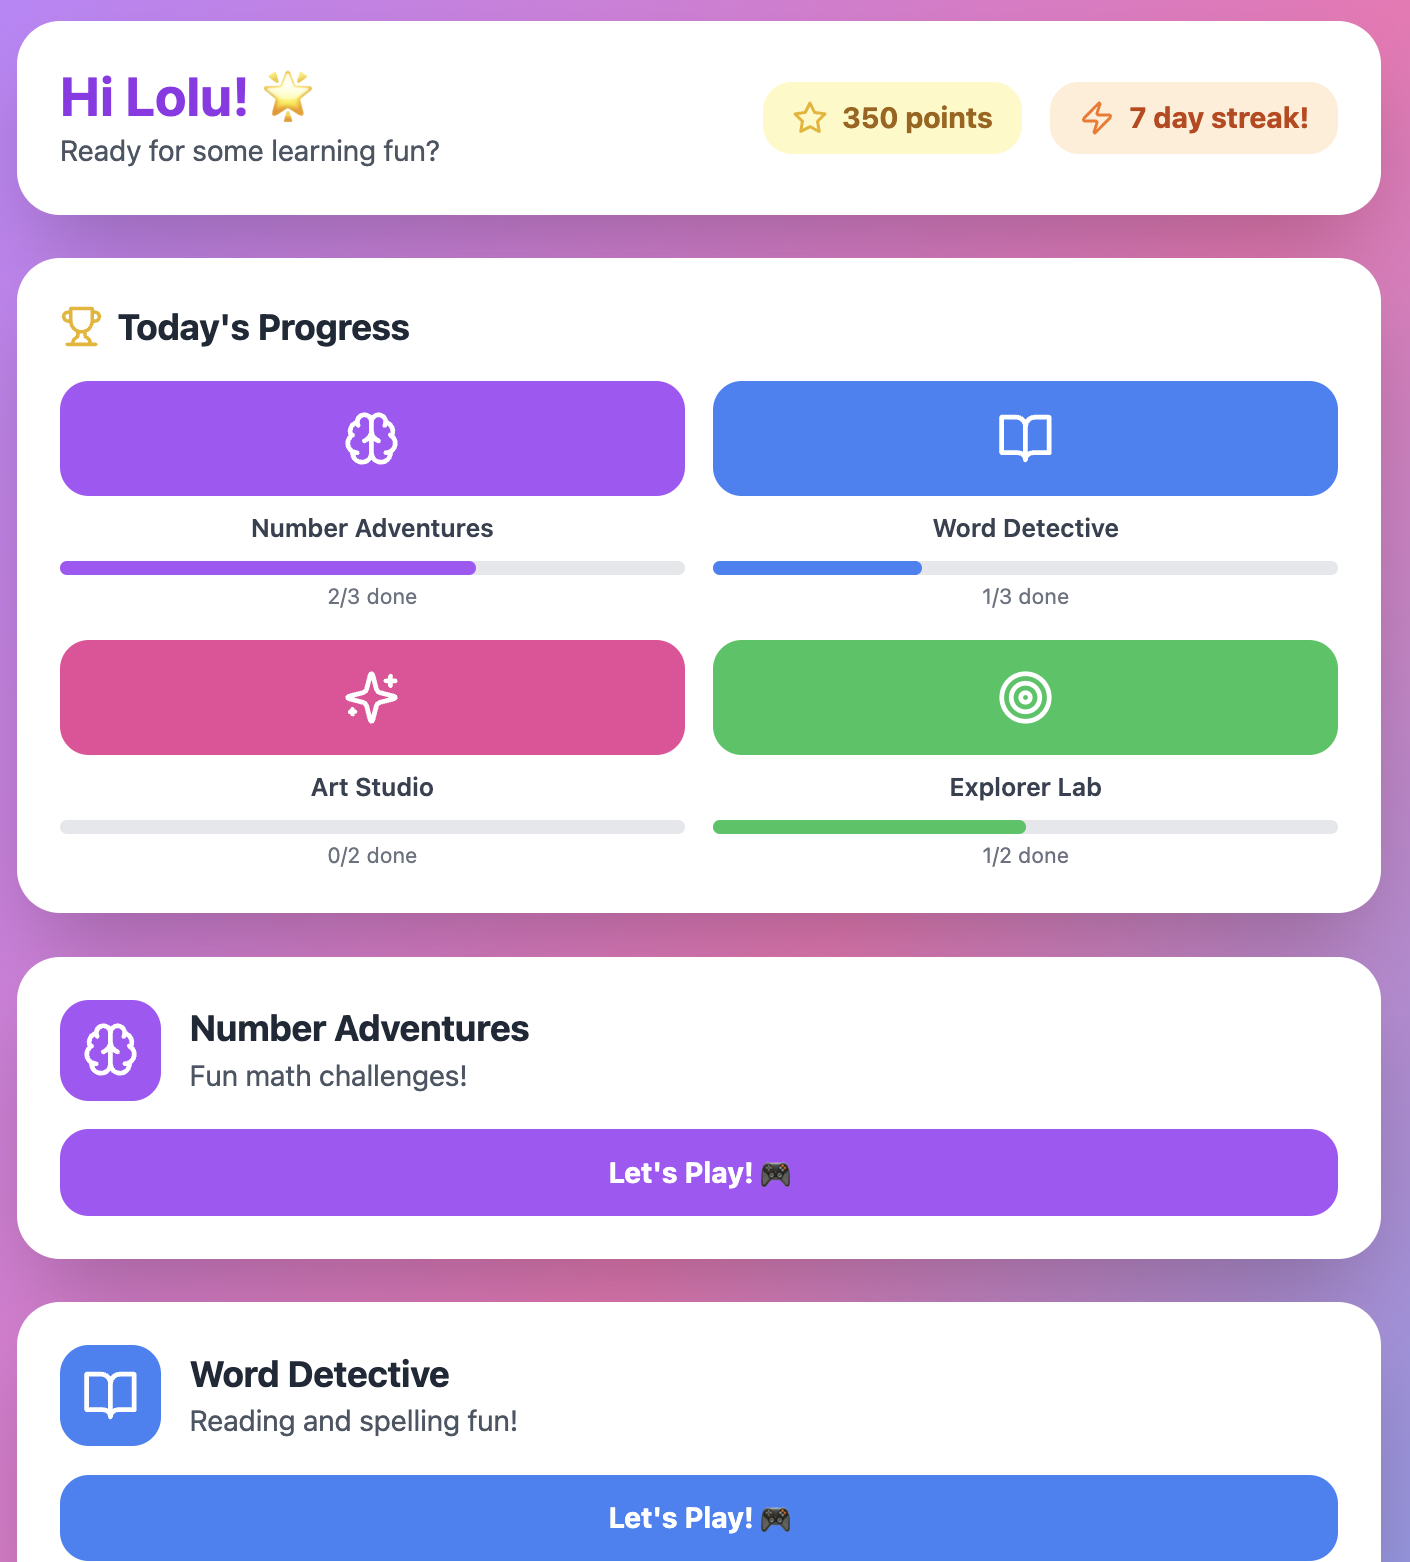 Hi Lolu! 🌟
Ready for some learning fun?
350 points
7 day streak!
Today's Progress
Number Adventures
2/3 done
Word Detective
1/3 done
Art Studio
0/2 done
Explorer Lab
1/2 done
Number Adventures
Fun math challenges!
Let's Play! 🎮
Word Detective
Reading and spelling fun!
Let's Play! 🎮